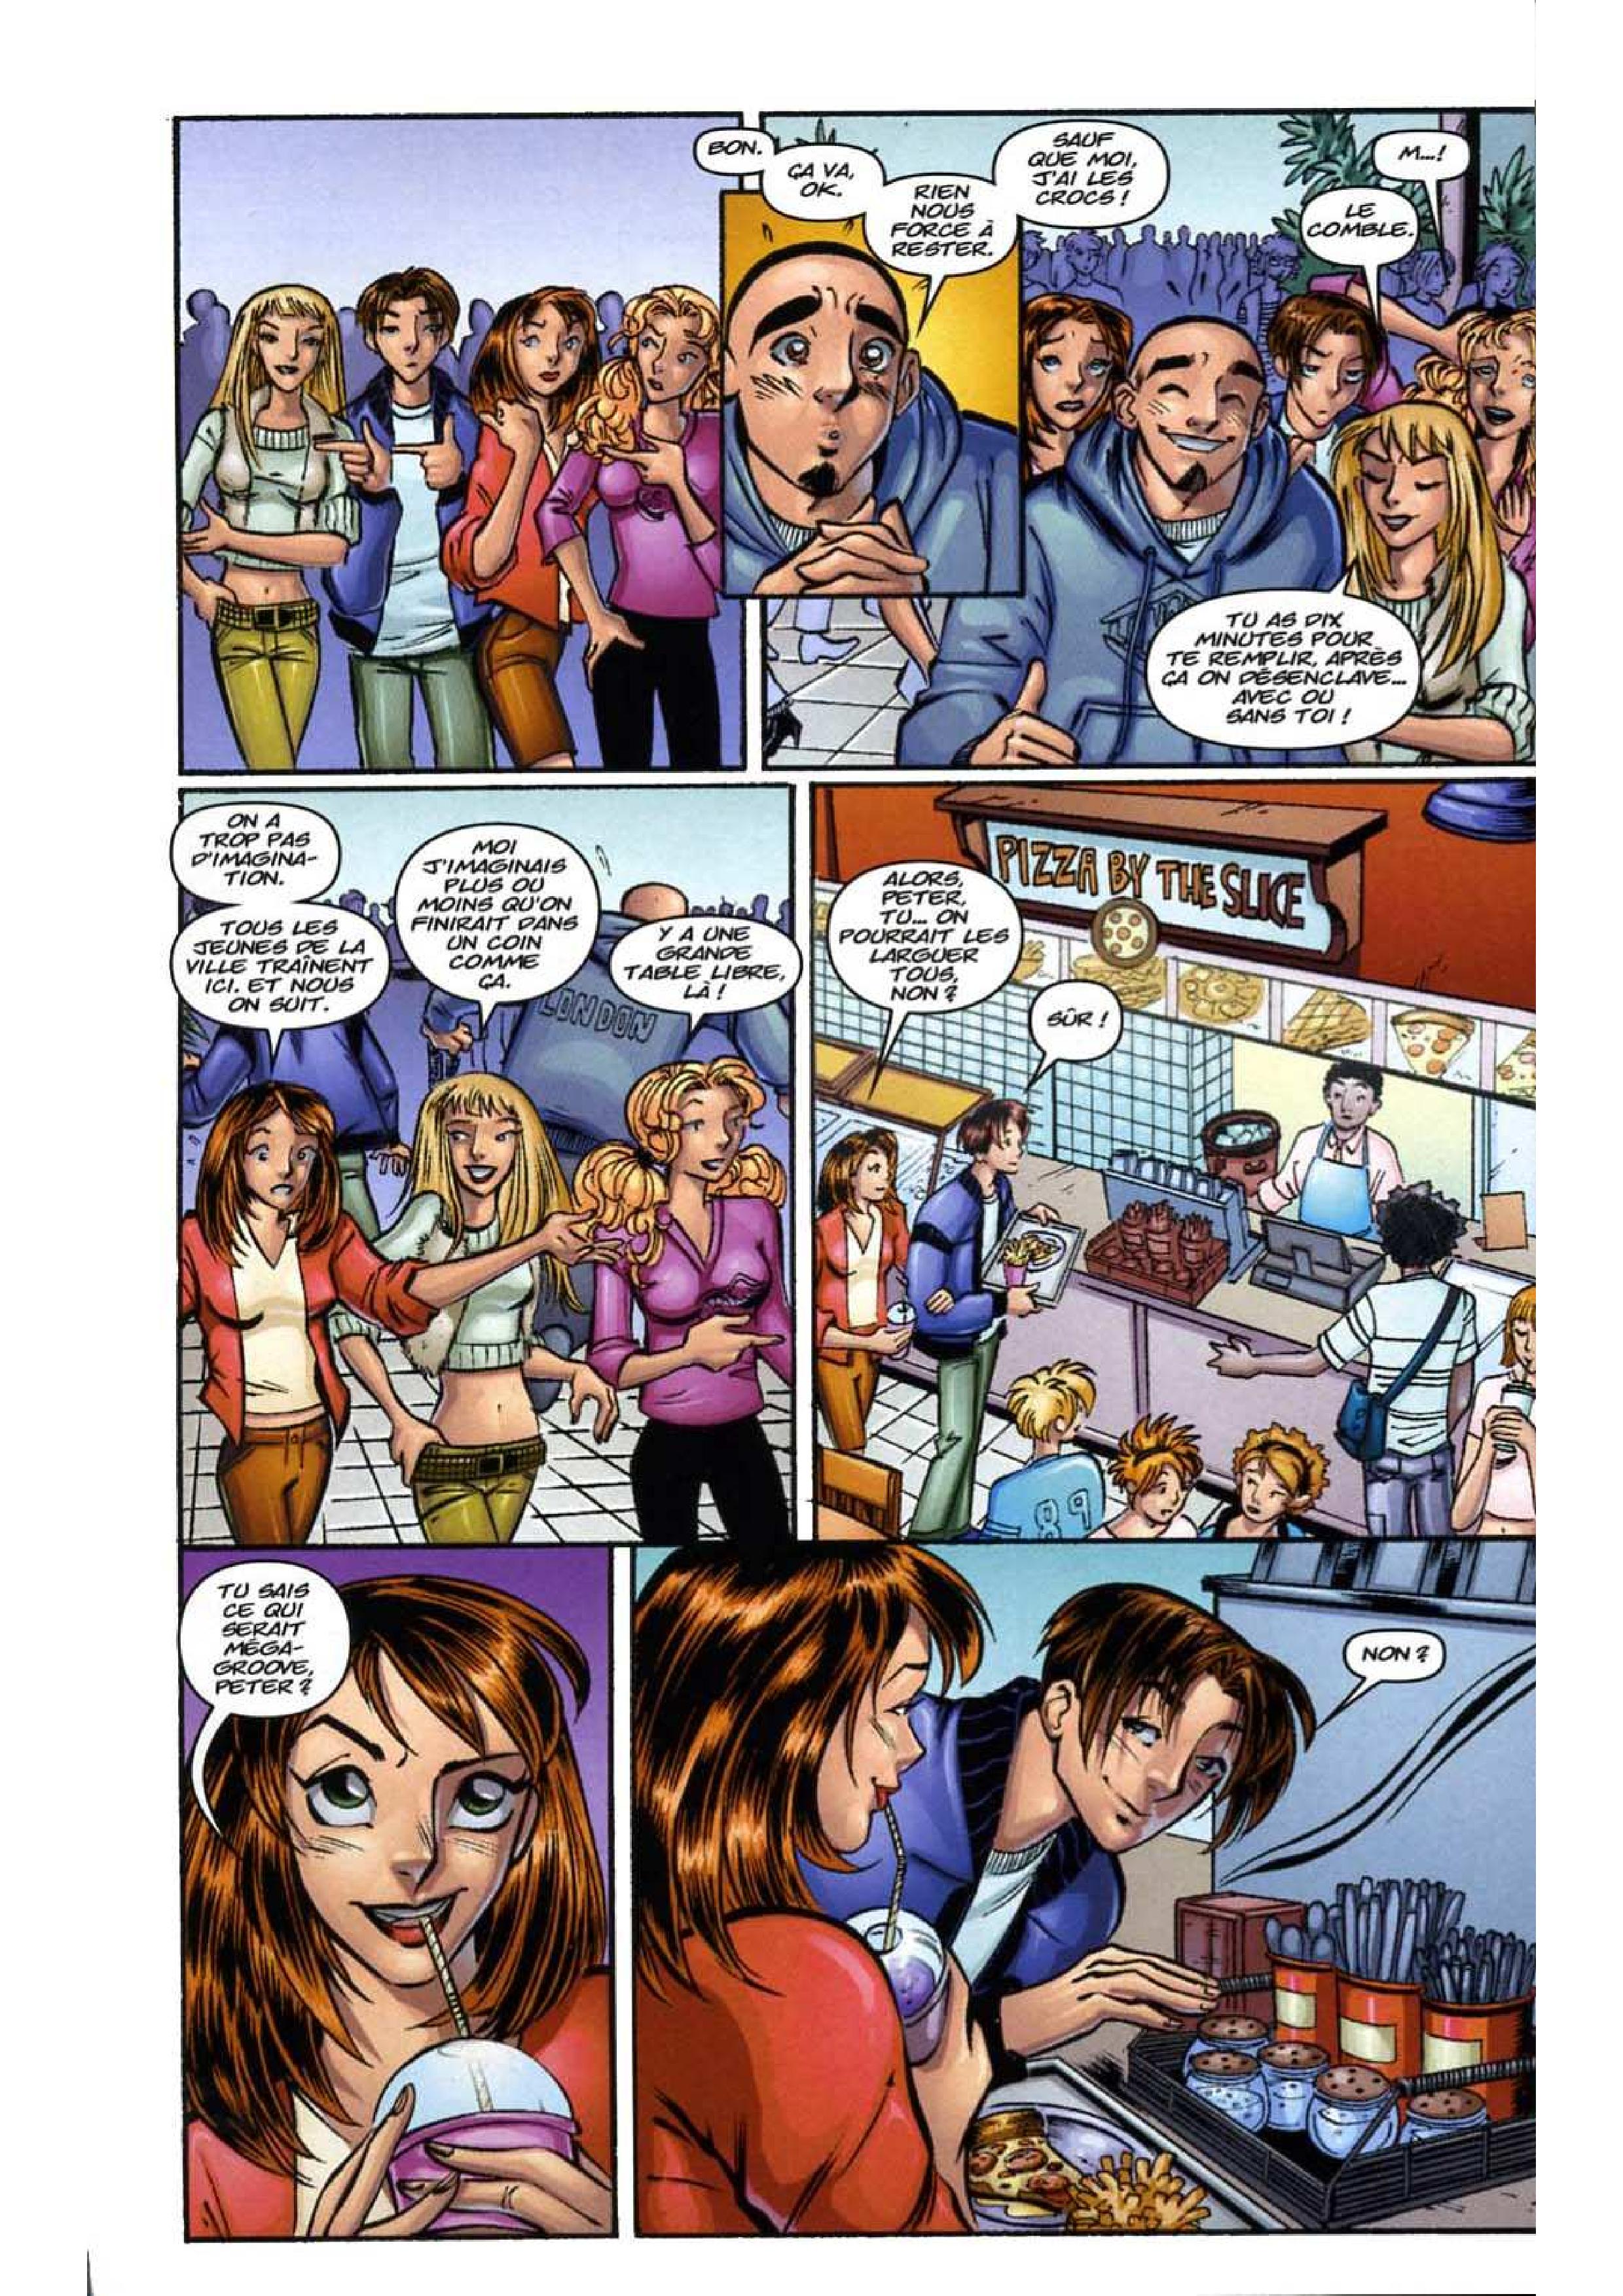 BON.
ÇA VA,
OK.
RIEN
NOUS
FORCE À
RESTER.
SAUF
QUE MOI,
J'AI LES
CROCS !
M...!
LE
COMBLE.
TU AS DIX
MINUTES POUR
TE REMPLIR, APRÈS
ÇA ON DÉSENCLAVE...
AVEC OU
SANS TOI !
ON A
TROP PAS
D'IMAGINA-
TION.
TOUS LES
JEUNES DE LA
VILLE TRAÎNENT
ICI. ET NOUS
ON SUIT.
MOI
J'IMAGINAIS
PLUS OU
MOINS QU'ON
FINIRAIT DANS
UN COIN
COMME
ÇA.
Y A UNE
GRANDE
TABLE LIBRE,
LÀ !
LONDON
ALORS,
PETER,
TU... ON
POURRAIT LES
LARGUER
TOUS,
NON ?
SÛR !
PIZZA BY THE SLICE
89
TU SAIS
CE QUI
SERAIT
MÉGA-
GROOVE,
PETER ?
NON ?